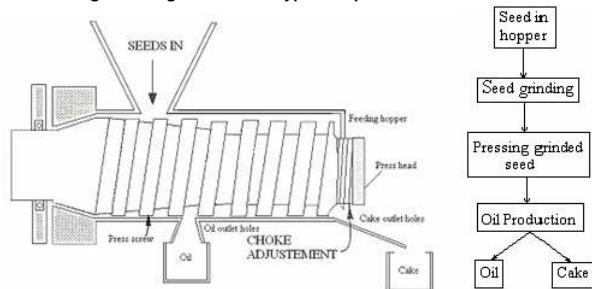 SEEDS IN
Feeding hopper
Press head
Cake outlet holes
Oil outlet holes
Press screw
CHOKE
ADJUSTEMENT
Oil
Cake
Seed in
hopper
Seed grinding
Pressing grinded
seed
Oil Production
Oil
Cake